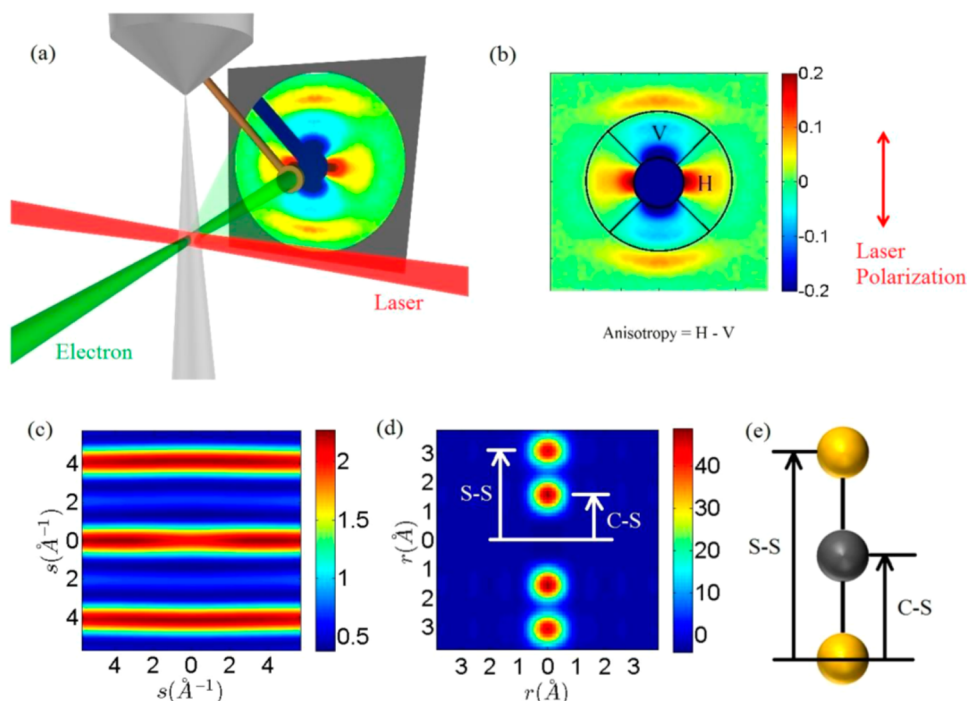 (a)
Laser
Electron
(b)
V
H
0.2
0.1
0
-0.1
-0.2
Laser
Polarization
Anisotropy = H - V
(c)
4
2
0
2
4
s(Å⁻¹)
4 2 0 2 4
s(Å⁻¹)
2
1.5
1
0.5
(d)
3
2
1
0
1
2
3
r(Å)
S-S
C-S
3 2 1 0 1 2 3
r(Å)
40
30
20
10
0
(e)
S-S
C-S